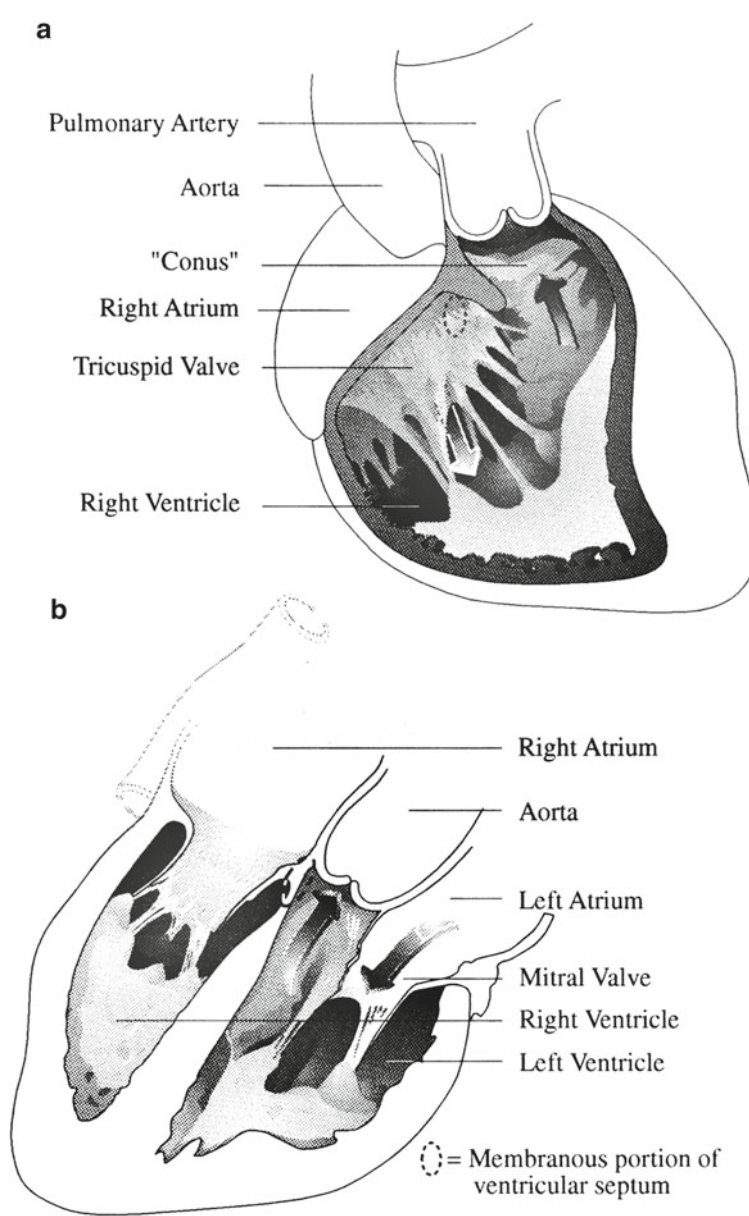 a
Pulmonary Artery
Aorta
"Conus"
Right Atrium
Tricuspid Valve
Right Ventricle
b
Right Atrium
Aorta
Left Atrium
Mitral Valve
Right Ventricle
Left Ventricle
= Membranous portion of
ventricular septum